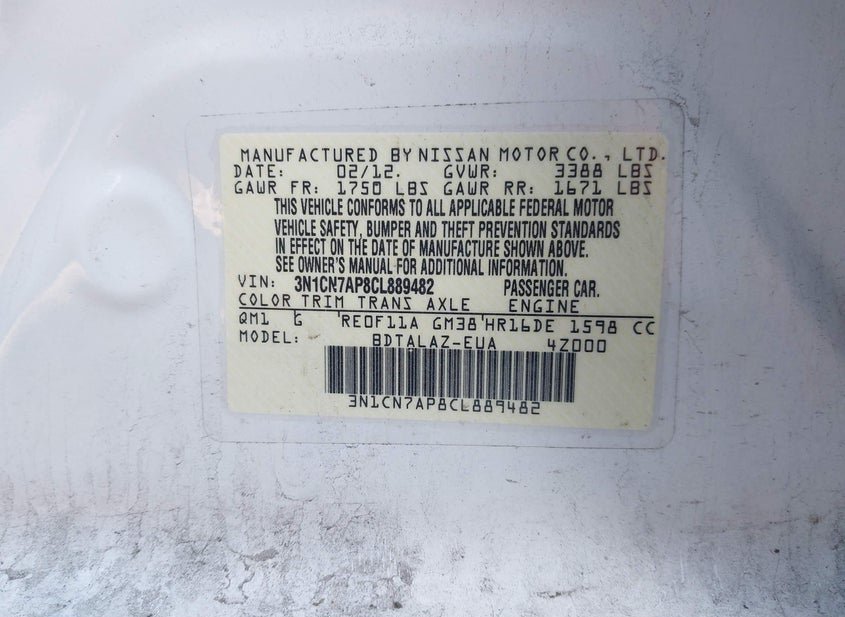 MANUFACTURED BY NISSAN MOTOR CO., LTD.
DATE: 02/12. GVWR: 3388 LBS
GAWR FR: 1750 LBS GAWR RR: 1671 LBS
THIS VEHICLE CONFORMS TO ALL APPLICABLE FEDERAL MOTOR
VEHICLE SAFETY, BUMPER AND THEFT PREVENTION STANDARDS
IN EFFECT ON THE DATE OF MANUFACTURE SHOWN ABOVE.
SEE OWNER'S MANUAL FOR ADDITIONAL INFORMATION.
VIN: 3N1CN7AP8CL889482 PASSENGER CAR.
COLOR TRIM TRANS AXLE ENGINE
QM1 G RE0F11A GM38 HR16DE 1598 CC
MODEL: BDTALAZ-EUA 4Z000
3N1CN7AP8CL889482